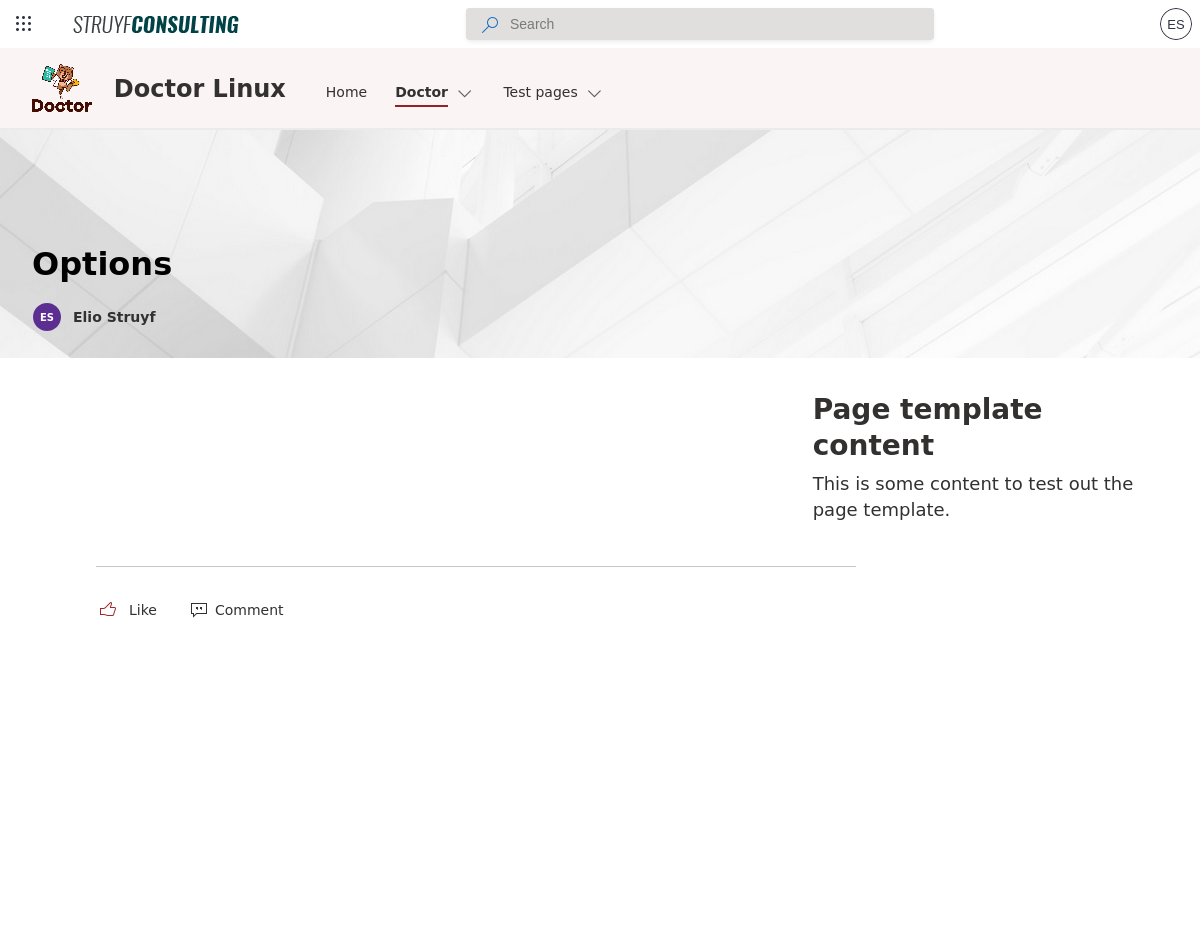 STRUYFCONSULTING
Search
ES
Doctor
Doctor Linux
Home
Doctor
Test pages
Options
ES
Elio Struyf
Page template
content
This is some content to test out the
page template.
Like
Comment